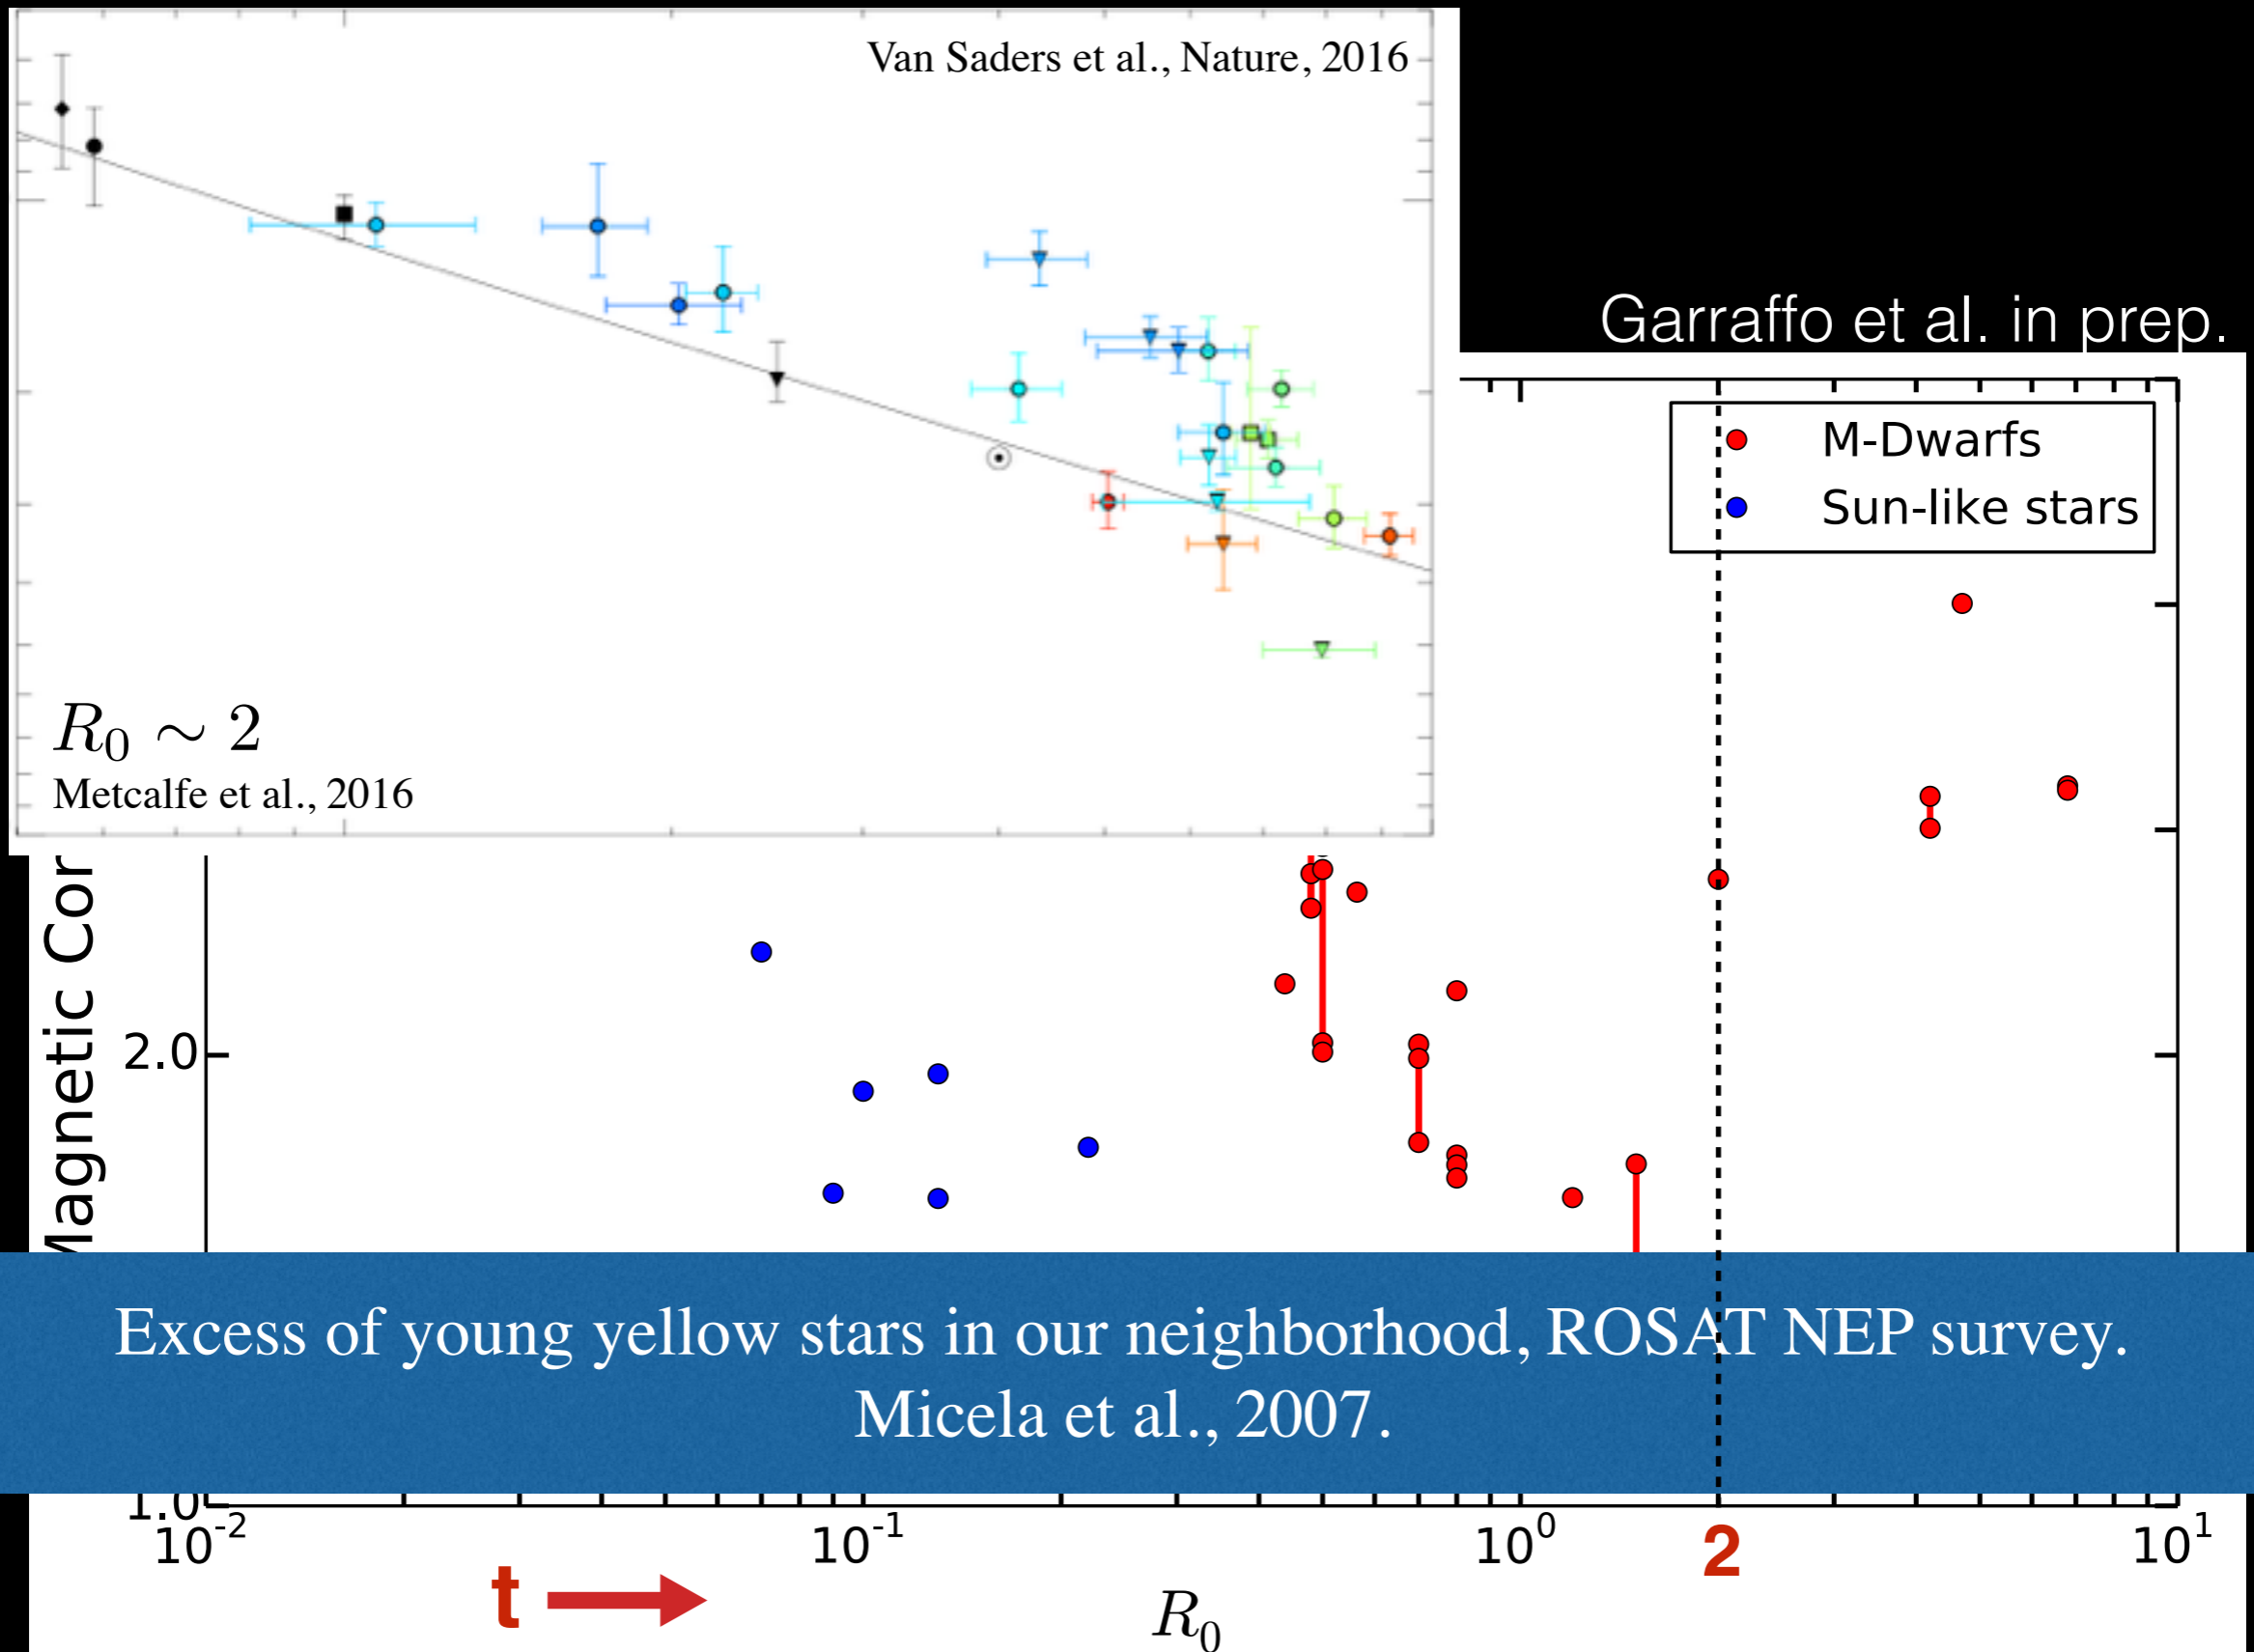 Van Saders et al., Nature, 2016
Garraffo et al. in prep.
M-Dwarfs
Sun-like stars
R₀ ∼ 2
Metcalfe et al., 2016
Magnetic
2.0
Excess of young yellow stars in our neighborhood, ROSAT NEP survey.
Micela et al., 2007.
1.0
10⁻² 10⁻¹ 10⁰ 2 10¹
t
R₀